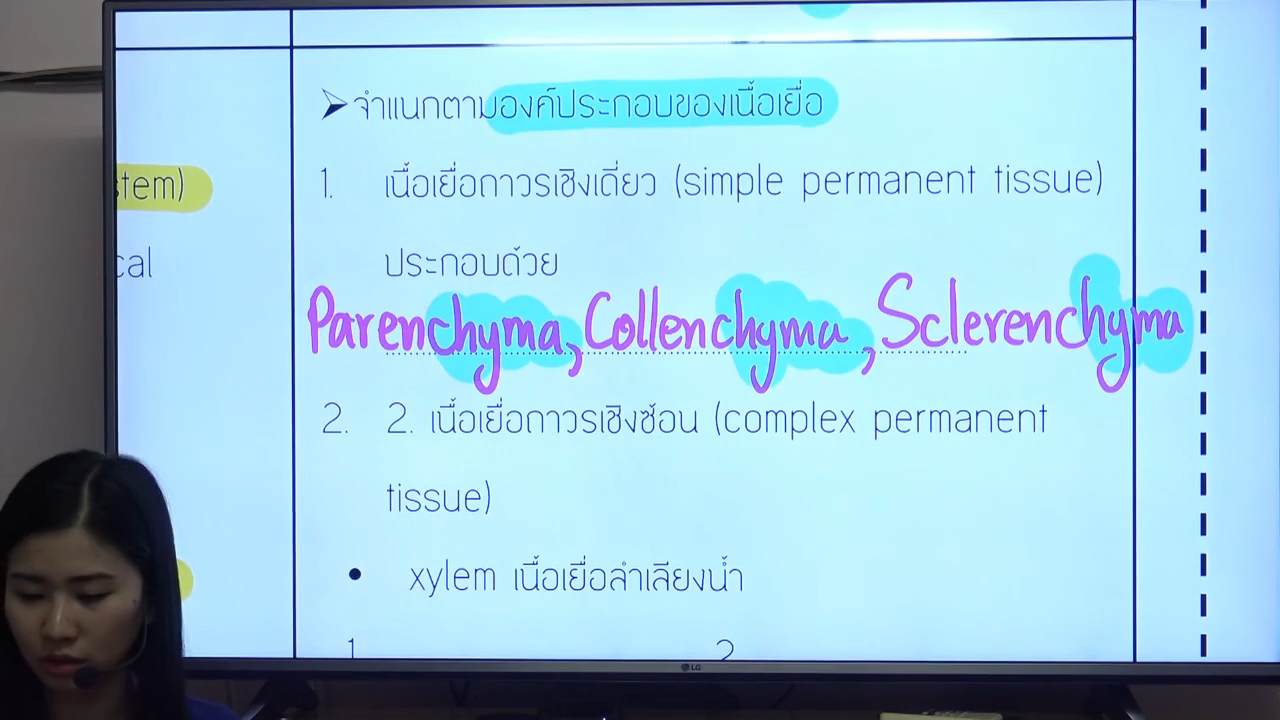 ➤จำแนกตามองค์ประกอบของเนื้อเยื่อ
stem)
1. เนื้อเยื่อถาวรเชิงเดี่ยว (simple permanent tissue)
cal
ประกอบด้วย
Parenchyma, Collenchyma, Sclerenchyma
2. 2. เนื้อเยื่อถาวรเชิงซ้อน (complex permanent
tissue)
• xylem เนื้อเยื่อลำเลียงน้ำ
1 2
LG